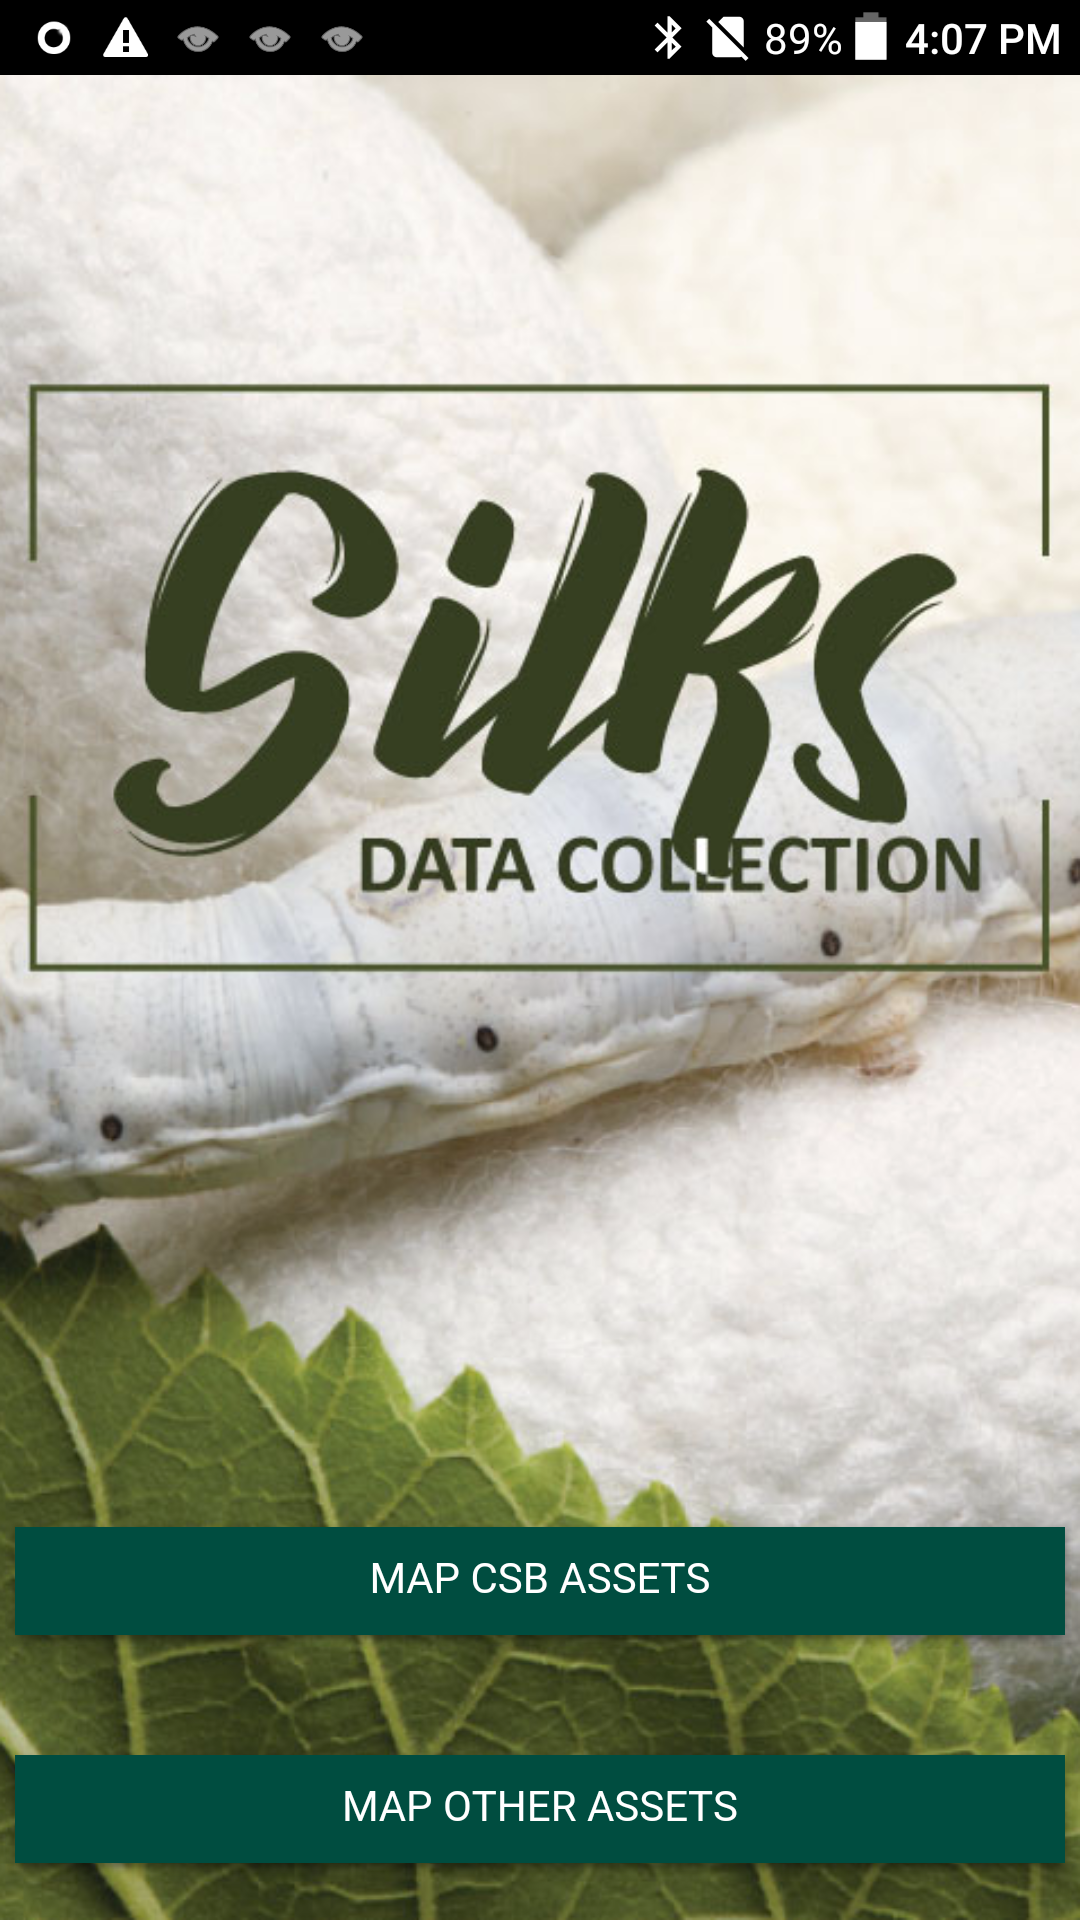 89% 4:07 PM
Silks
DATA COLLECTION
MAP CSB ASSETS
MAP OTHER ASSETS